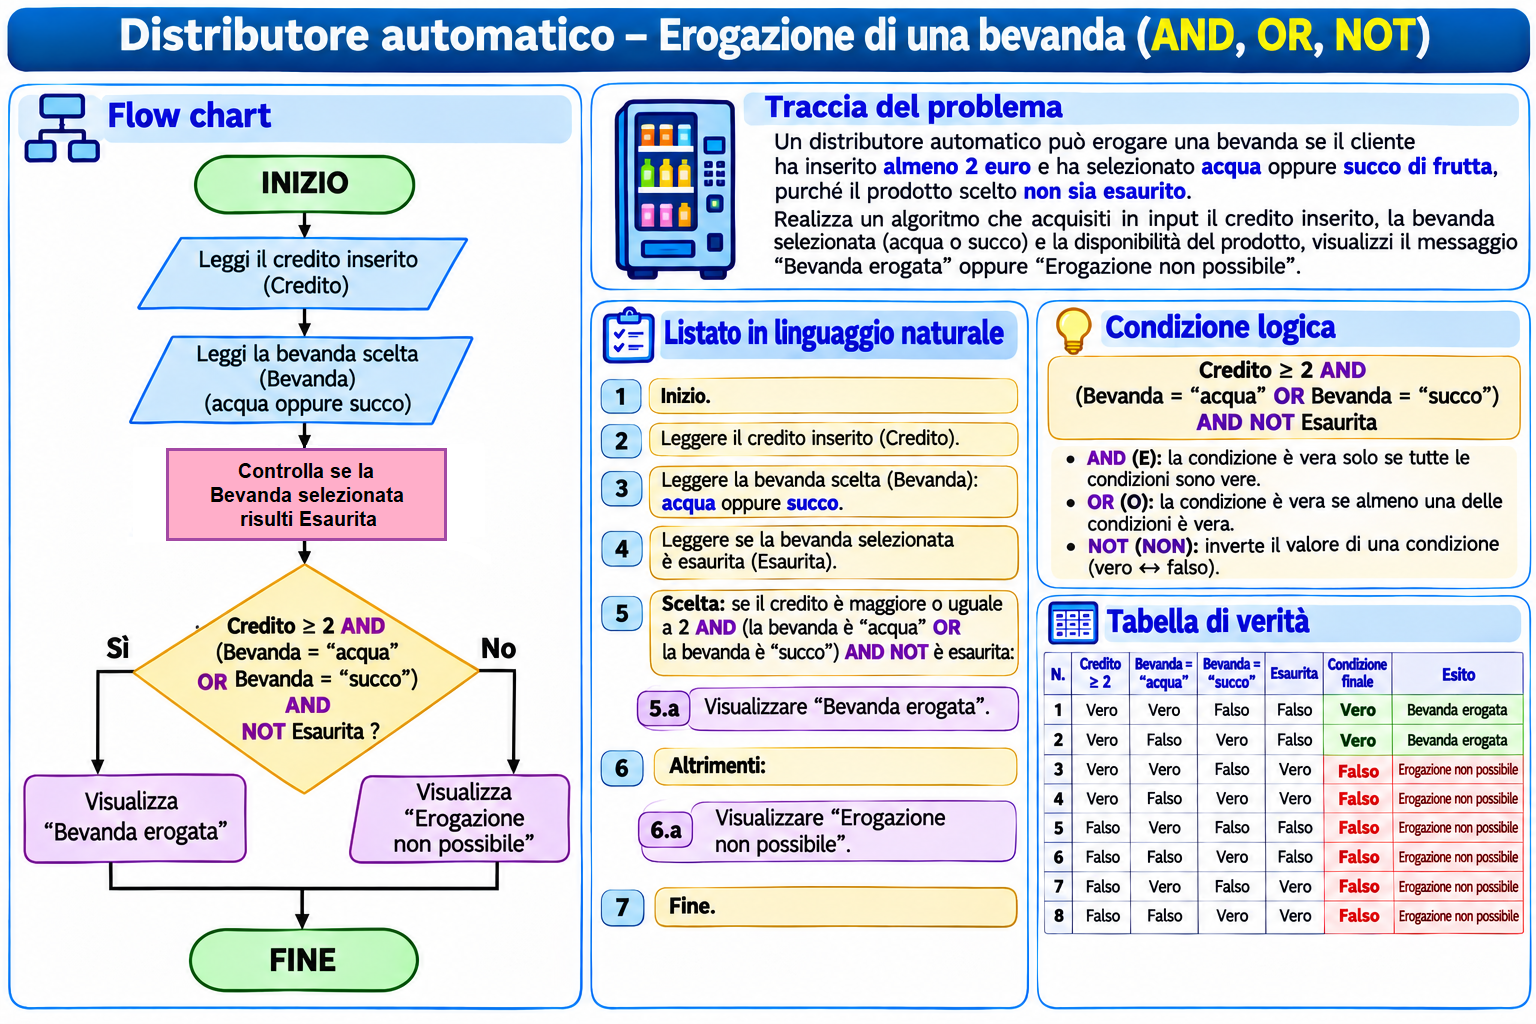 Distributore automatico – Erogazione di una bevanda (AND, OR, NOT)
Flow chart
INIZIO
Leggi il credito inserito
(Credito)
Leggi la bevanda scelta
(Bevanda)
(acqua oppure succo)
Controlla se la
Bevanda selezionata
risulti Esaurita
Credito ≥ 2 AND
(Bevanda = “acqua”
OR Bevanda = “succo”)
AND
NOT Esaurita ?
Sì
No
Visualizza
“Bevanda erogata”
Visualizza
“Erogazione
non possibile”
FINE
Traccia del problema
Un distributore automatico può erogare una bevanda se il cliente
ha inserito almeno 2 euro e ha selezionato acqua oppure succo di frutta,
purché il prodotto scelto non sia esaurito.
Realizza un algoritmo che acquisiti in input il credito inserito, la bevanda
selezionata (acqua o succo) e la disponibilità del prodotto, visualizzi il messaggio
“Bevanda erogata” oppure “Erogazione non possibile”.
Listato in linguaggio naturale
1 Inizio.
2 Leggere il credito inserito (Credito).
3 Leggere la bevanda scelta (Bevanda):
acqua oppure succo.
4 Leggere se la bevanda selezionata
è esaurita (Esaurita).
5 Scelta: se il credito è maggiore o uguale
a 2 AND (la bevanda è “acqua” OR
la bevanda è “succo”) AND NOT è esaurita:
5.a Visualizzare “Bevanda erogata”.
6 Altrimenti:
6.a Visualizzare “Erogazione
non possibile”.
7 Fine.
Condizione logica
Credito ≥ 2 AND
(Bevanda = “acqua” OR Bevanda = “succo”)
AND NOT Esaurita
• AND (E): la condizione è vera solo se tutte le
condizioni sono vere.
• OR (O): la condizione è vera se almeno una delle
condizioni è vera.
• NOT (NON): inverte il valore di una condizione
(vero ↔ falso).
Tabella di verità
N. Credito ≥ 2 Bevanda = “acqua” Bevanda = “succo” Esaurita Condizione finale Esito
1 Vero Vero Falso Falso Vero Bevanda erogata
2 Vero Falso Vero Falso Vero Bevanda erogata
3 Vero Vero Falso Vero Falso Erogazione non possibile
4 Vero Falso Vero Vero Falso Erogazione non possibile
5 Falso Vero Falso Falso Falso Erogazione non possibile
6 Falso Falso Vero Falso Falso Erogazione non possibile
7 Falso Vero Falso Vero Falso Erogazione non possibile
8 Falso Falso Vero Vero Falso Erogazione non possibile